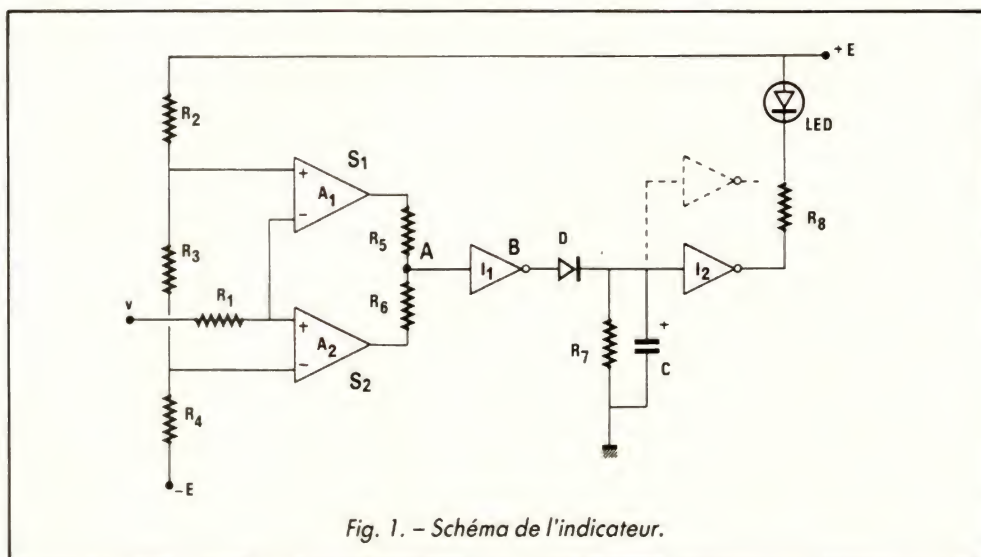 +E
R2
LED
S1
+
A1
−
R5
A
B
D
R8
R3
I1
I2
R1
v
R6
+
A2
−
+
R7
C
S2
R4
−E
Fig. 1. – Schéma de l'indicateur.